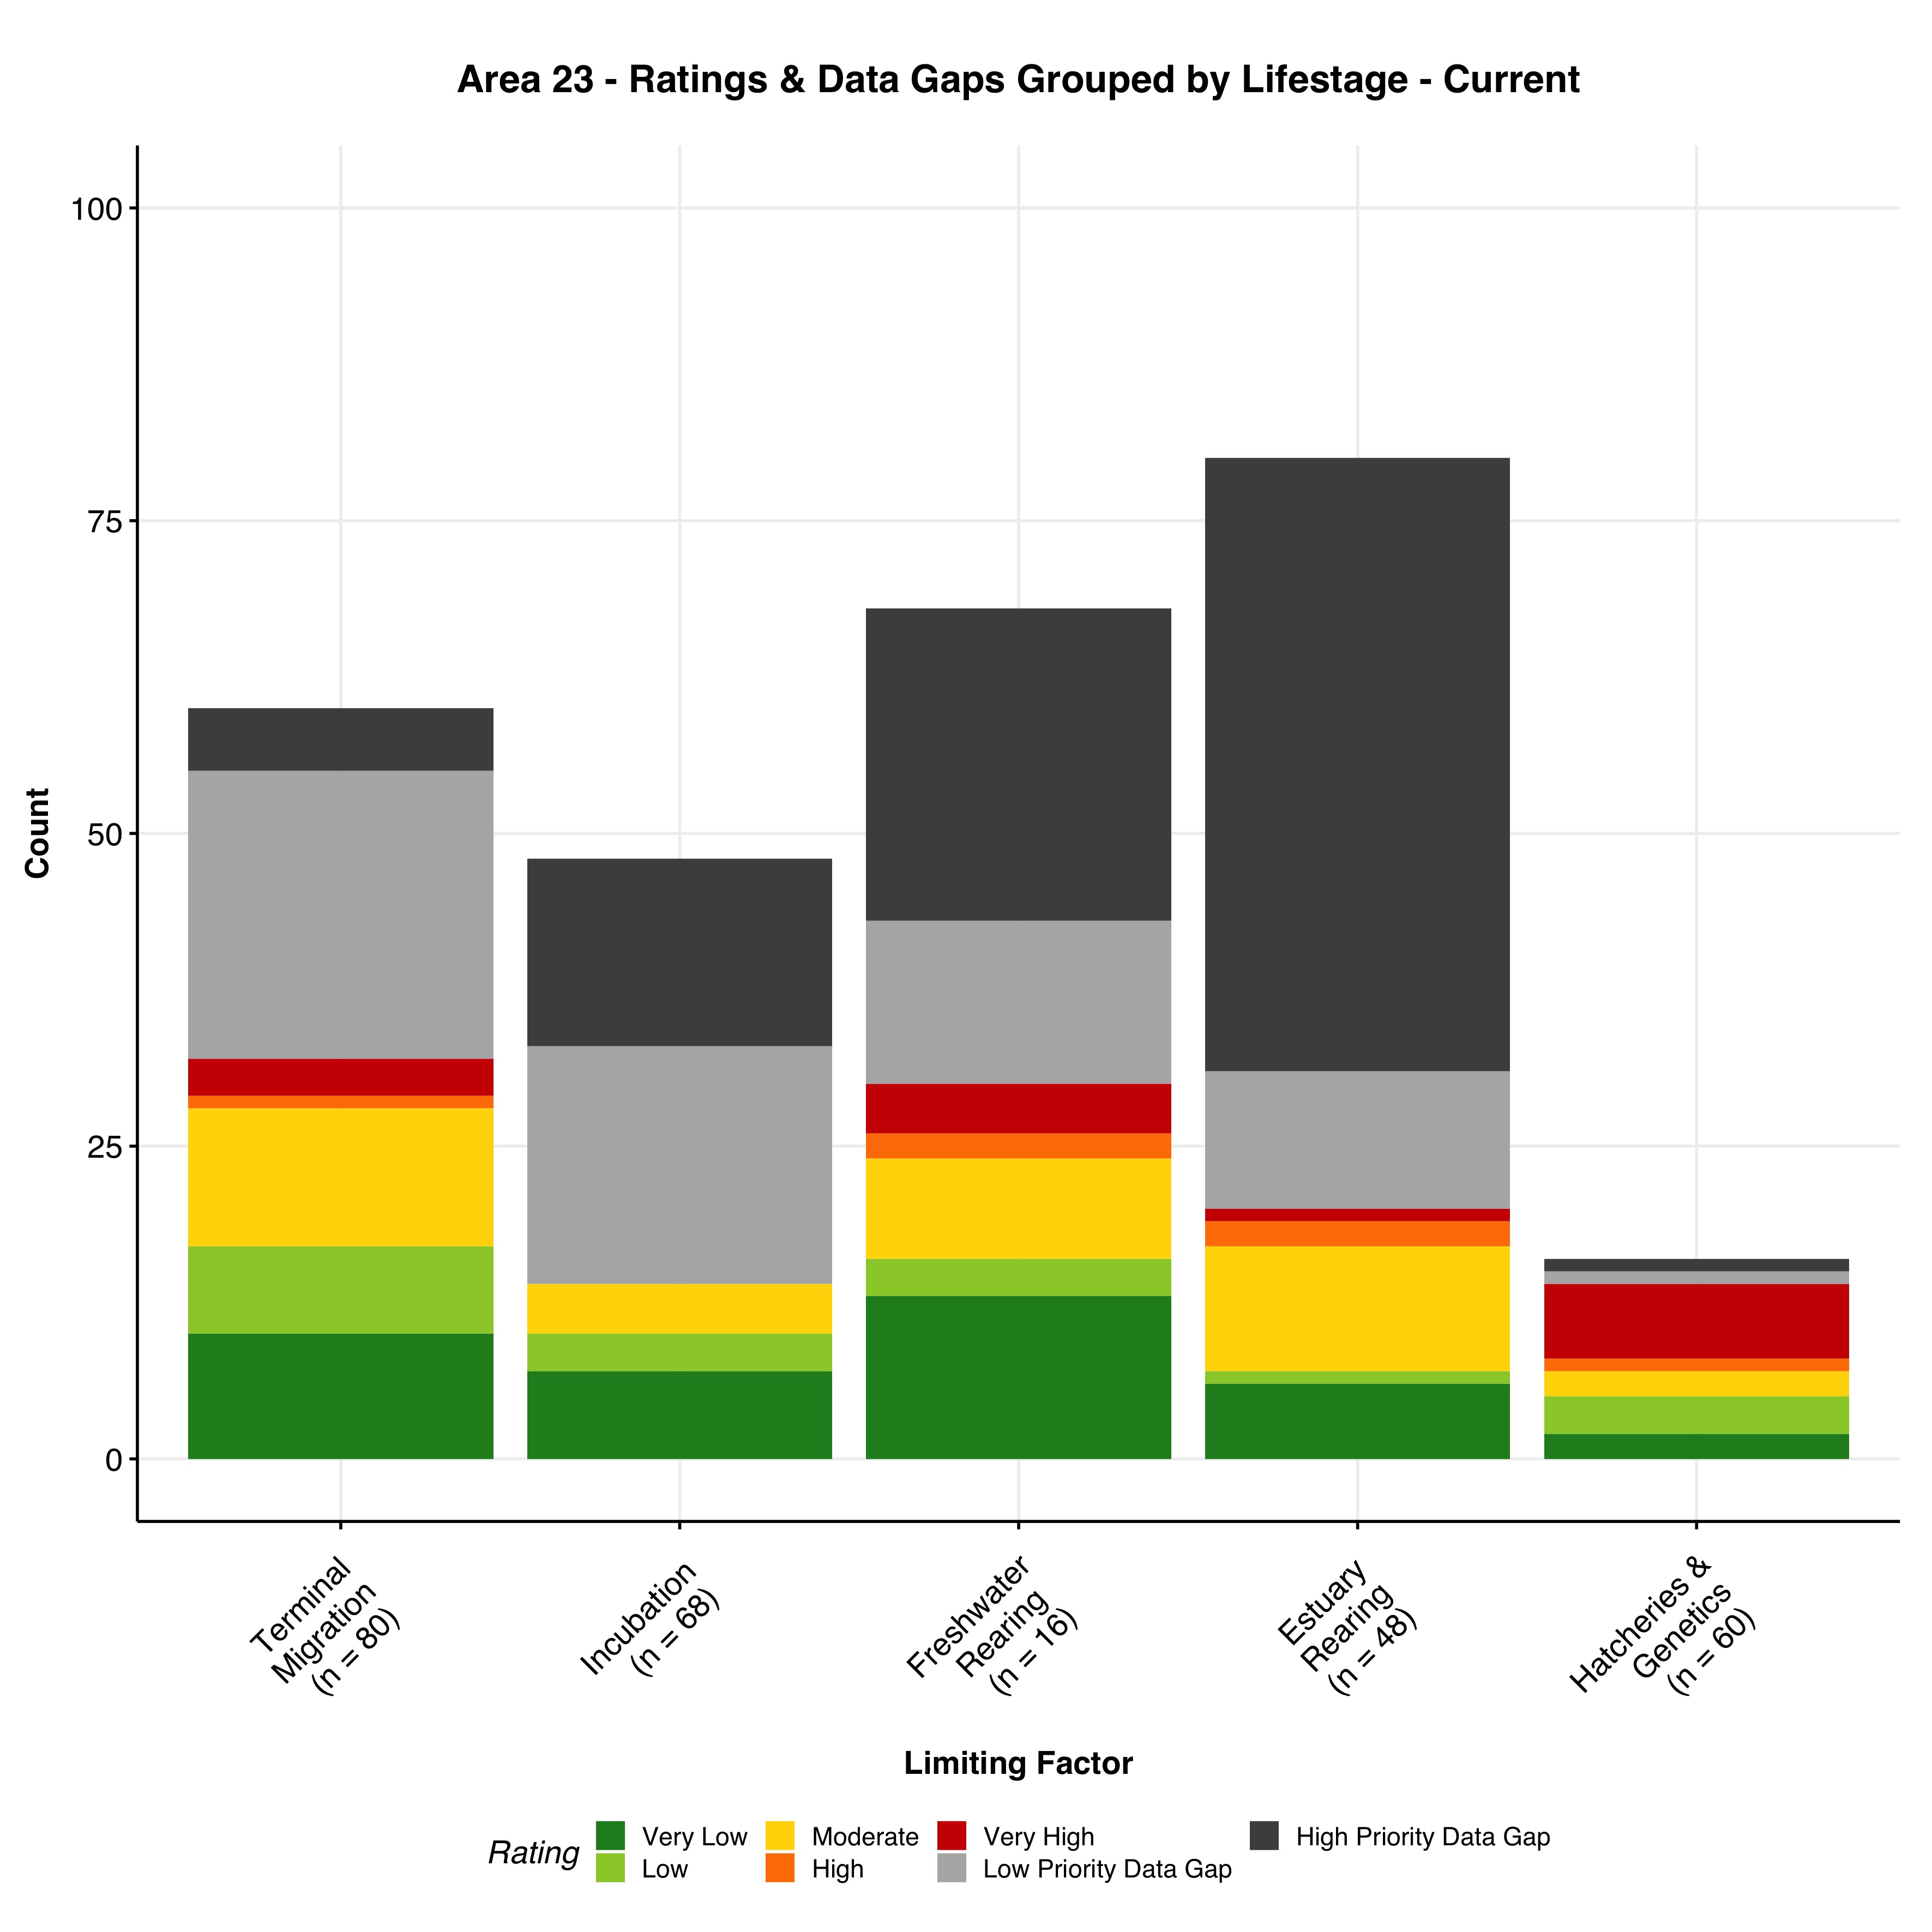 Area 23 - Ratings & Data Gaps Grouped by Lifestage - Current
Count
100
75
50
25
0
Terminal
Migration
(n = 80)
Incubation
(n = 68)
Freshwater
Rearing
(n = 16)
Estuary
Rearing
(n = 48)
Hatcheries &
Genetics
(n = 60)
Limiting Factor
Rating
Very Low
Low
Moderate
High
Very High
Low Priority Data Gap
High Priority Data Gap